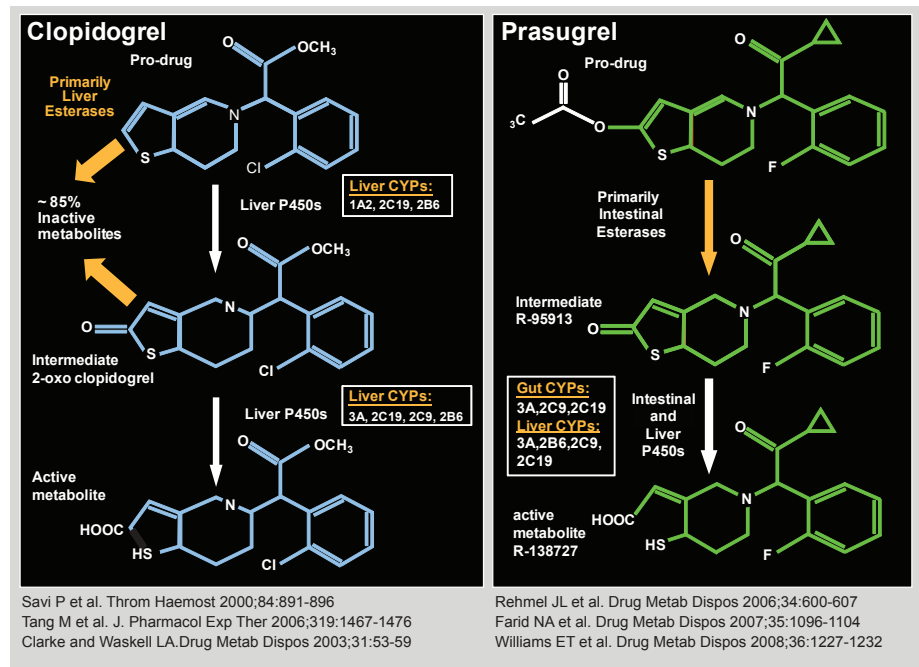 Clopidogrel
Pro-drug
O
OCH₃
Primarily
Liver
Esterases
N
S
Cl
~ 85%
Inactive
metabolites
Liver P450s
Liver CYPs:
1A2, 2C19, 2B6
O
OCH₃
N
O
S
Cl
Intermediate
2-oxo clopidogrel
Liver P450s
Liver CYPs:
3A, 2C19, 2C9, 2B6
O
OCH₃
Active
metabolite
N
HOOC
HS
Cl
Savi P et al. Throm Haemost 2000;84:891-896
Tang M et al. J. Pharmacol Exp Ther 2006;319:1467-1476
Clarke and Waskell LA.Drug Metab Dispos 2003;31:53-59
Prasugrel
Pro-drug
O
O
₃C
O
N
S
F
Primarily
Intestinal
Esterases
O
Intermediate
R-95913
N
O
S
F
Gut CYPs:
3A,2C9,2C19
Liver CYPs:
3A,2B6,2C9,
2C19
Intestinal
and
Liver
P450s
O
N
HOOC
HS
F
active
metabolite
R-138727
Rehmel JL et al. Drug Metab Dispos 2006;34:600-607
Farid NA et al. Drug Metab Dispos 2007;35:1096-1104
Williams ET et al.Drug Metab Dispos 2008;36:1227-1232